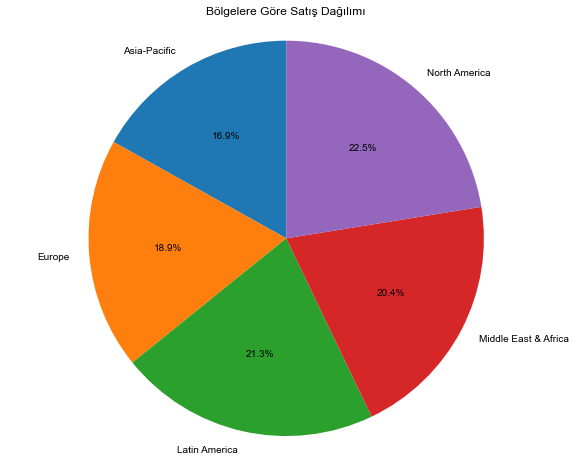 Bölgelere Göre Satış Dağılımı
Asia-Pacific
North America
16.9%
22.5%
Europe
18.9%
20.4%
Middle East & Africa
21.3%
Latin America